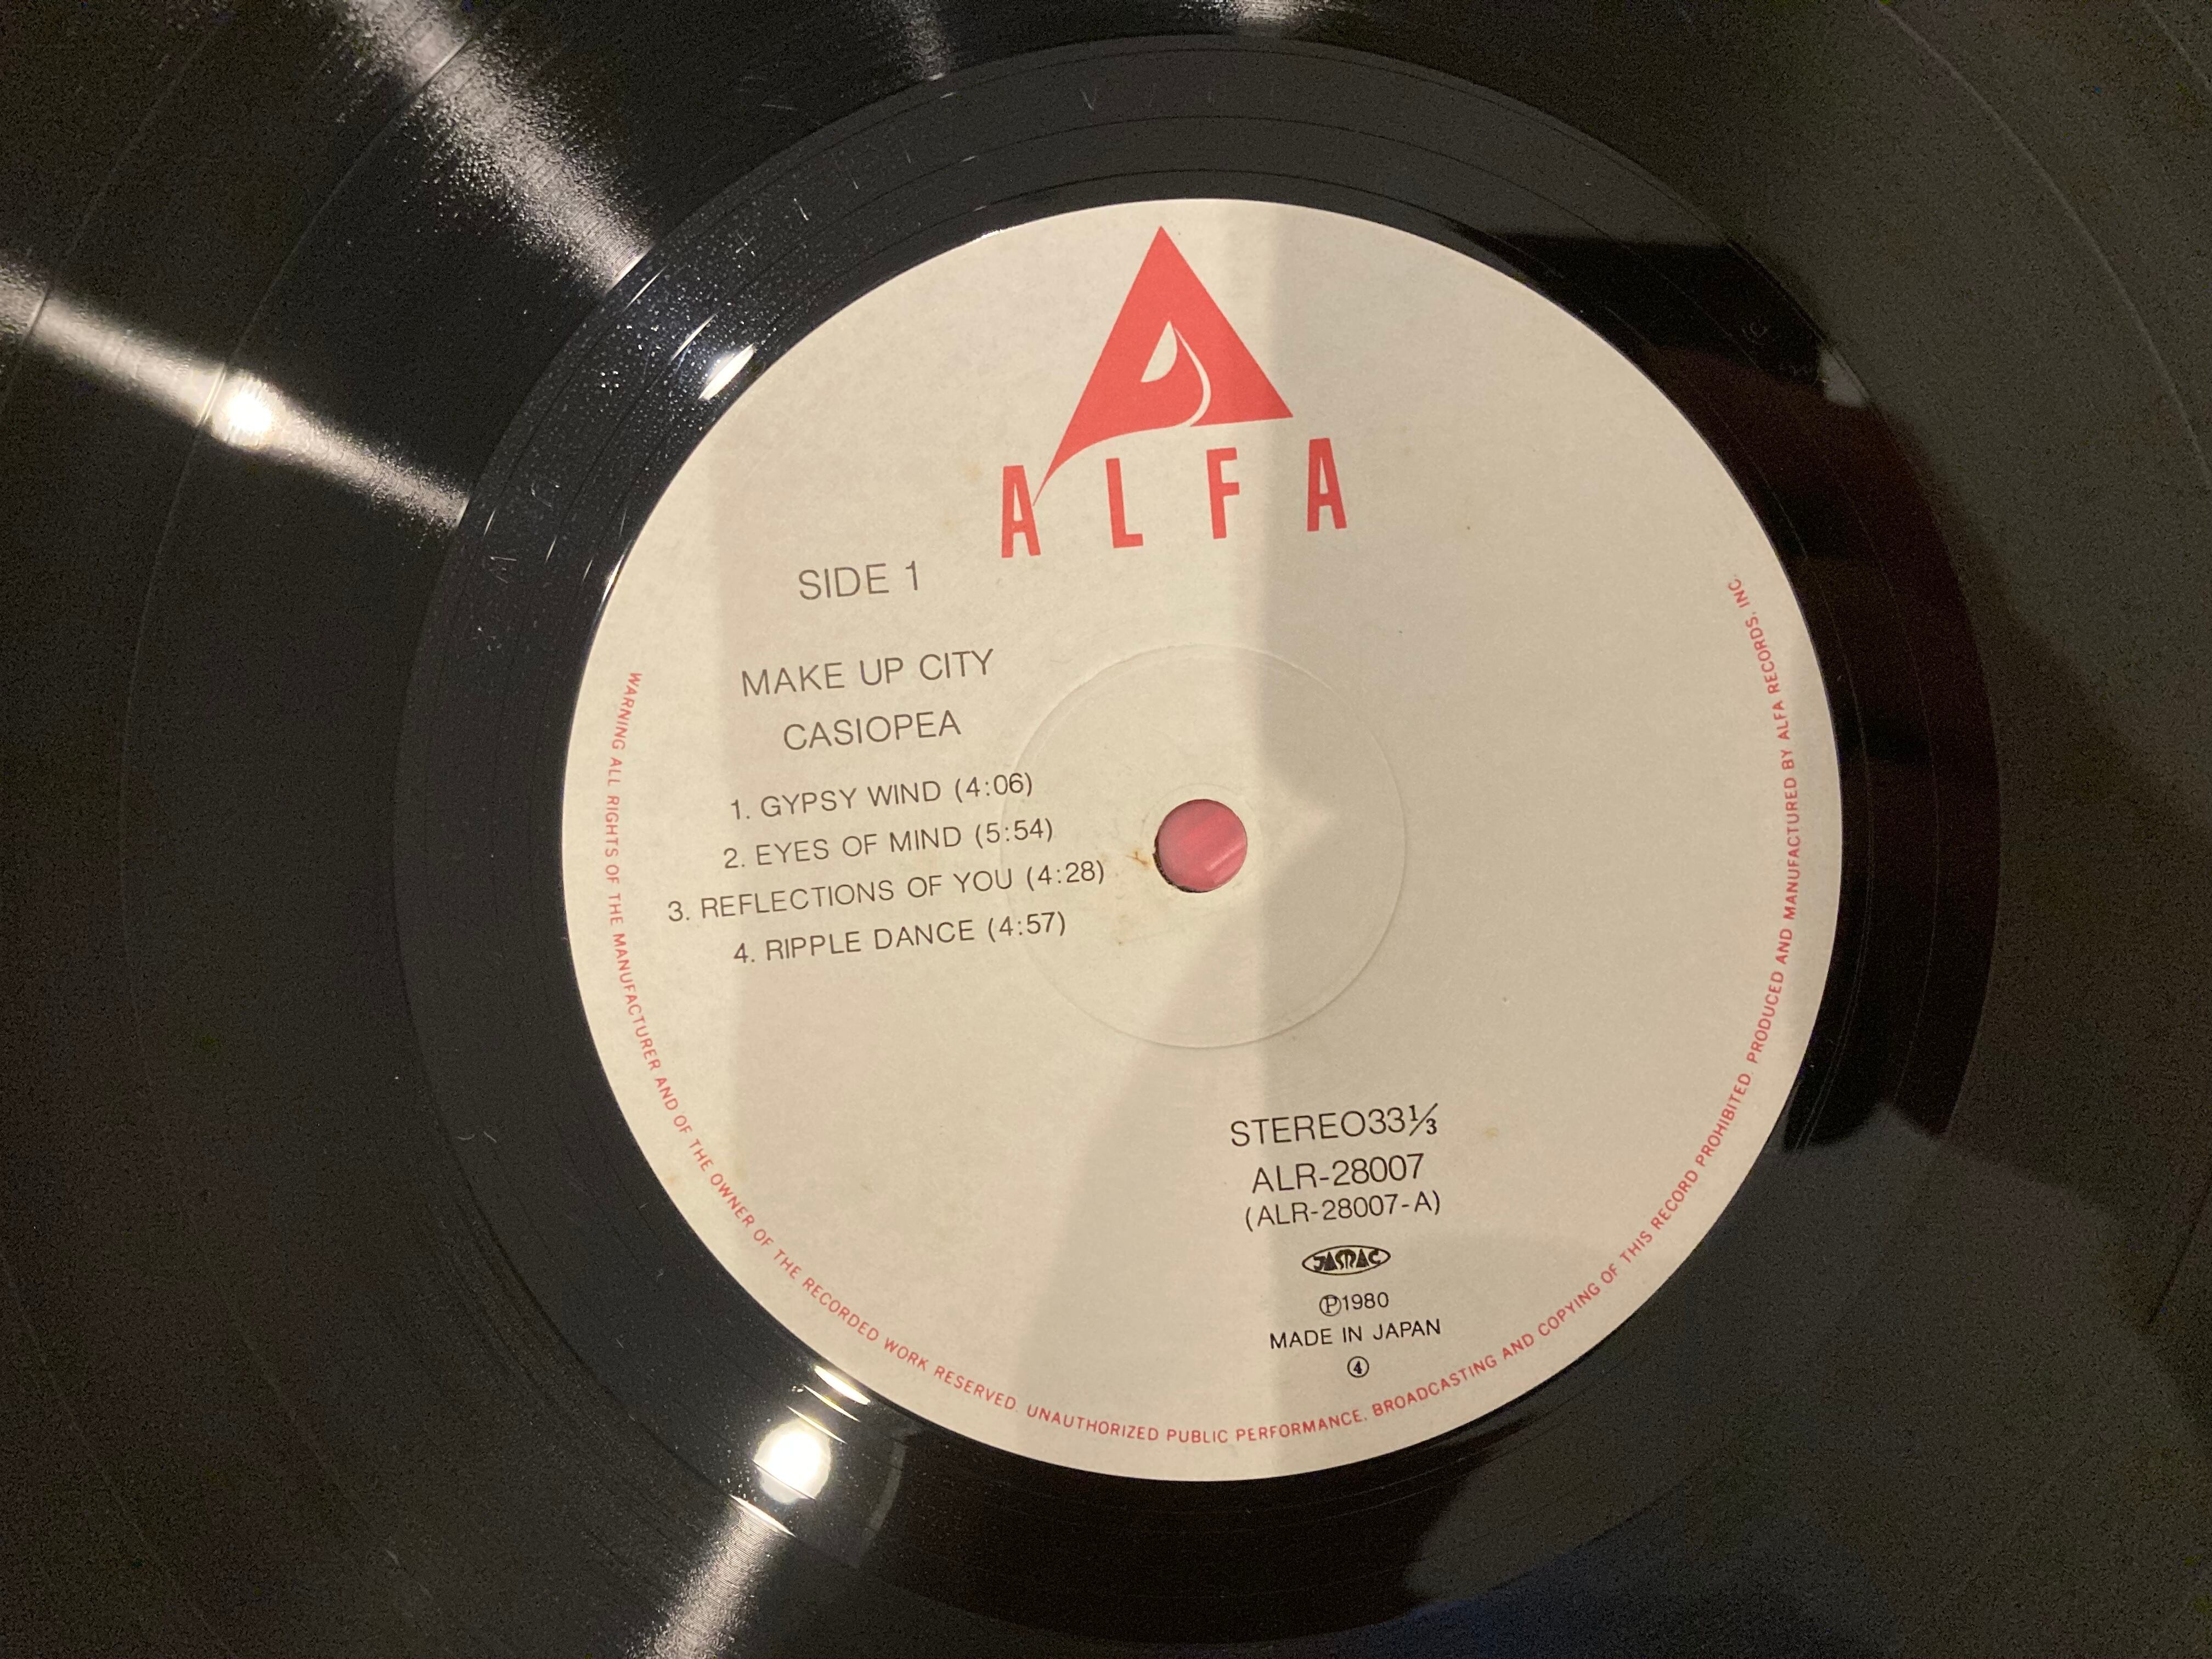 ALFA
SIDE 1
MAKE UP CITY
CASIOPEA
1. GYPSY WIND (4:06)
2. EYES OF MIND (5:54)
3. REFLECTIONS OF YOU (4:28)
4. RIPPLE DANCE (4:57)
STEREO33⅓
ALR-28007
(ALR-28007-A)
JASRAC
Ⓟ1980
MADE IN JAPAN
④
WARNING ALL RIGHTS OF THE MANUFACTURER AND OF THE OWNER OF THE RECORDED WORK RESERVED. UNAUTHORIZED PUBLIC PERFORMANCE. BROADCASTING AND COPYING OF THIS RECORD PROHIBITED. PRODUCED AND MANUFACTURED BY ALFA RECORDS, INC.